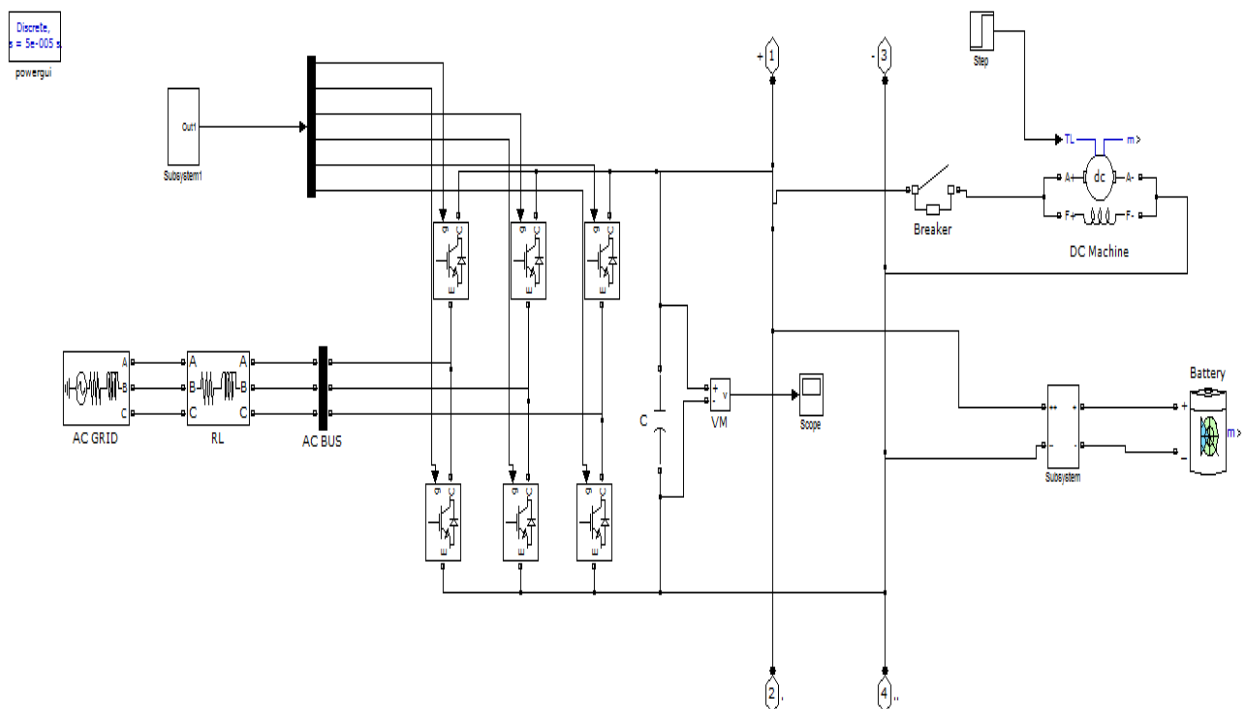 Discrete,
s = 5e-005 s.
powergui
Out1
Subsystem1
+ 1
- 3
Step
TL
m >
A+
dc
A-
F+
F-
Breaker
DC Machine
g
C
g
C
g
C
E
E
E
A
B
C
AC GRID
A
A
B
B
C
C
RL
AC BUS
C
+
-
v
VM
Scope
g
C
g
C
g
C
E
E
E
++
+
-
Subsystem
Battery
+
m >
2
4